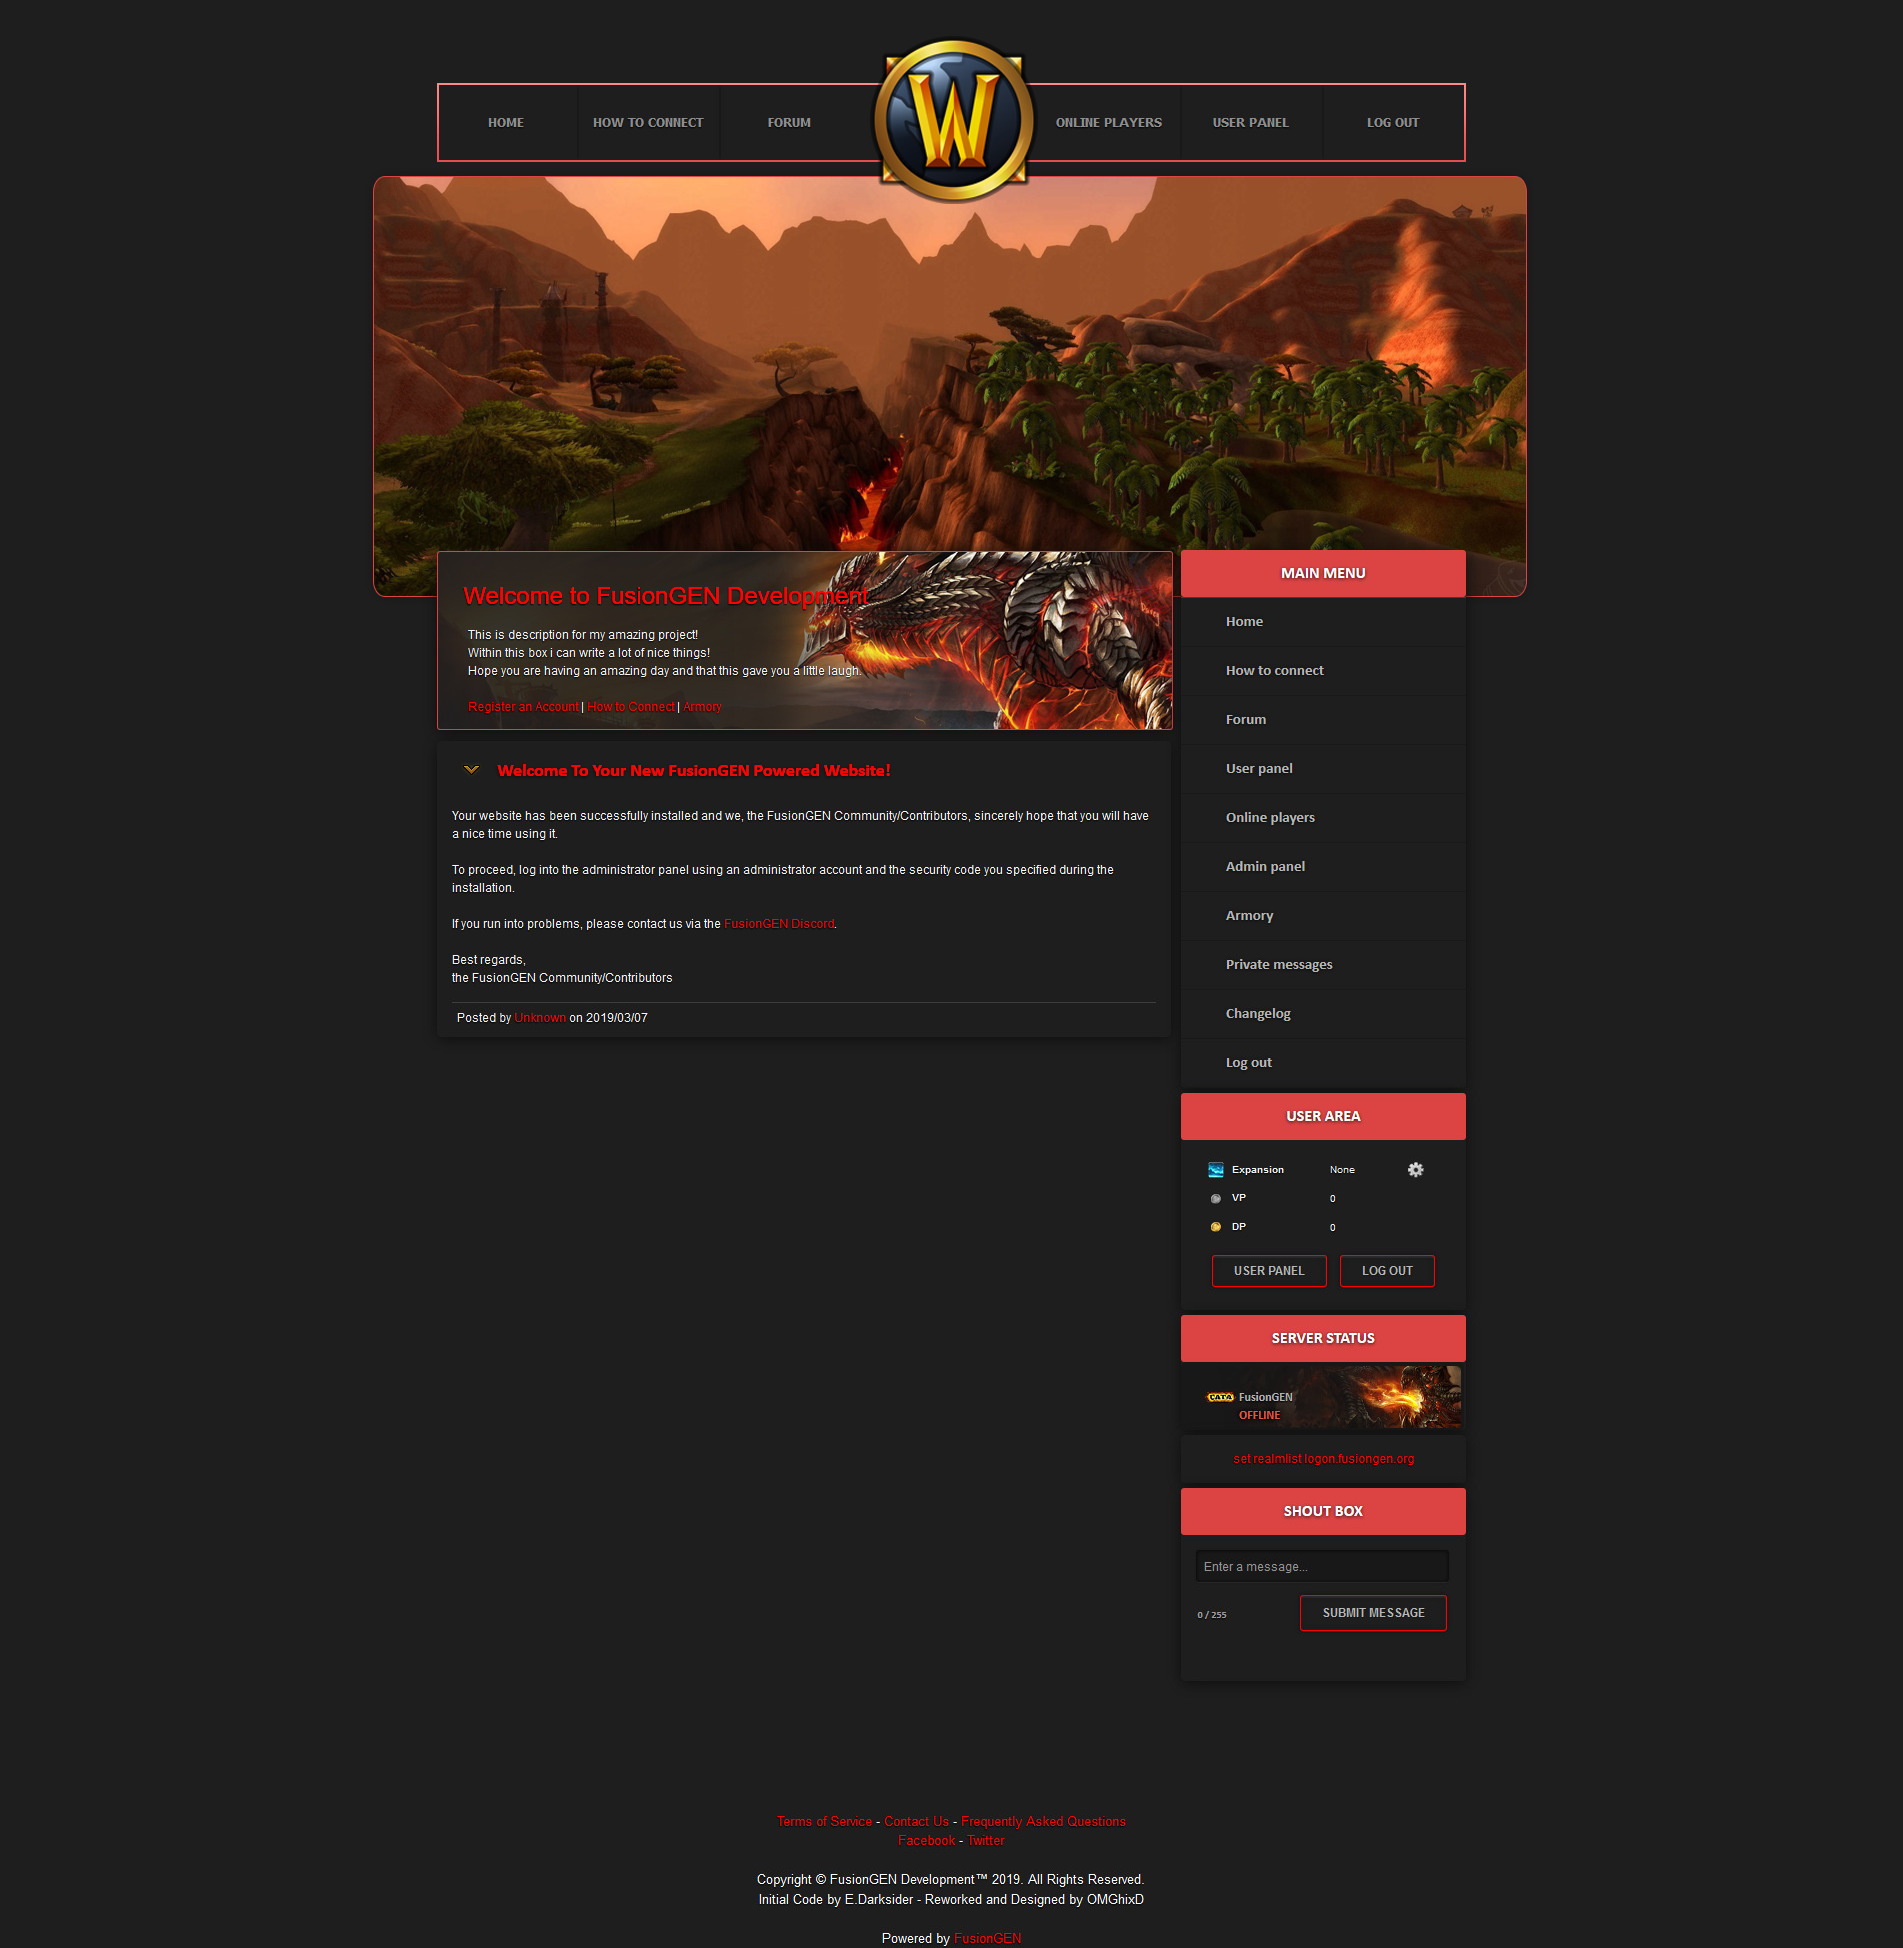 HOME
HOW TO CONNECT
FORUM
W
ONLINE PLAYERS
USER PANEL
LOG OUT
Welcome to FusionGEN Development
This is description for my amazing project!
Within this box i can write a lot of nice things!
Hope you are having an amazing day and that this gave you a little laugh.
Register an Account | How to Connect | Armory
Welcome To Your New FusionGEN Powered Website!
Your website has been successfully installed and we, the FusionGEN Community/Contributors, sincerely hope that you will have
a nice time using it.
To proceed, log into the administrator panel using an administrator account and the security code you specified during the
installation.
If you run into problems, please contact us via the FusionGEN Discord.
Best regards,
the FusionGEN Community/Contributors
Posted by Unknown on 2019/03/07
MAIN MENU
Home
How to connect
Forum
User panel
Online players
Admin panel
Armory
Private messages
Changelog
Log out
USER AREA
Expansion None
VP 0
DP 0
USER PANEL
LOG OUT
SERVER STATUS
CATA FusionGEN
OFFLINE
set realmlist logon.fusiongen.org
SHOUT BOX
Enter a message...
0 / 255
SUBMIT MESSAGE
Terms of Service - Contact Us - Frequently Asked Questions
Facebook - Twitter
Copyright © FusionGEN Development™ 2019. All Rights Reserved.
Initial Code by E.Darksider - Reworked and Designed by OMGhixD
Powered by FusionGEN